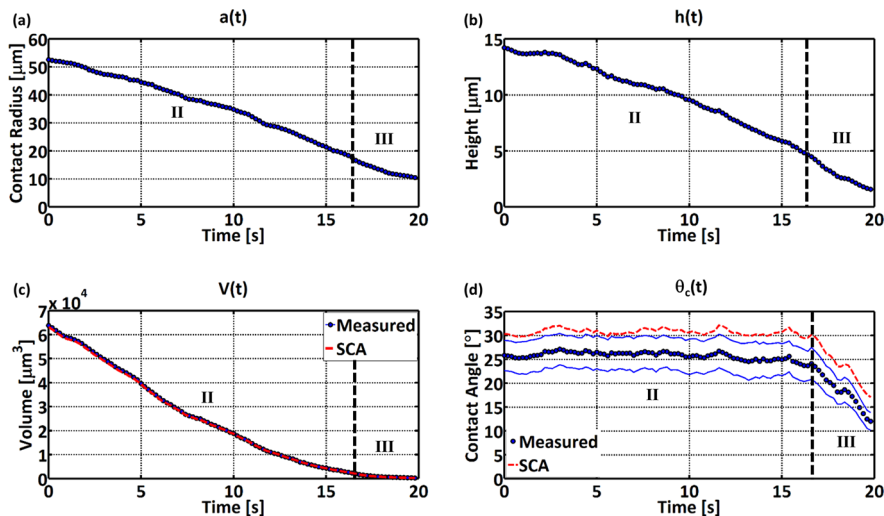 (a) a(t)
60
50
40
30
20
10
0
Contact Radius [μm]
II
III
0 5 10 15 20
Time [s]
(b) h(t)
15
10
5
0
Height [μm]
II
III
0 5 10 15 20
Time [s]
(c) V(t)
7 x 10⁴
6
5
4
3
2
1
0
Volume [μm³]
Measured
SCA
II
III
0 5 10 15 20
Time [s]
(d) θc(t)
35
30
25
20
15
10
5
0
Contact Angle [°]
II
III
Measured
SCA
0 5 10 15 20
Time [s]